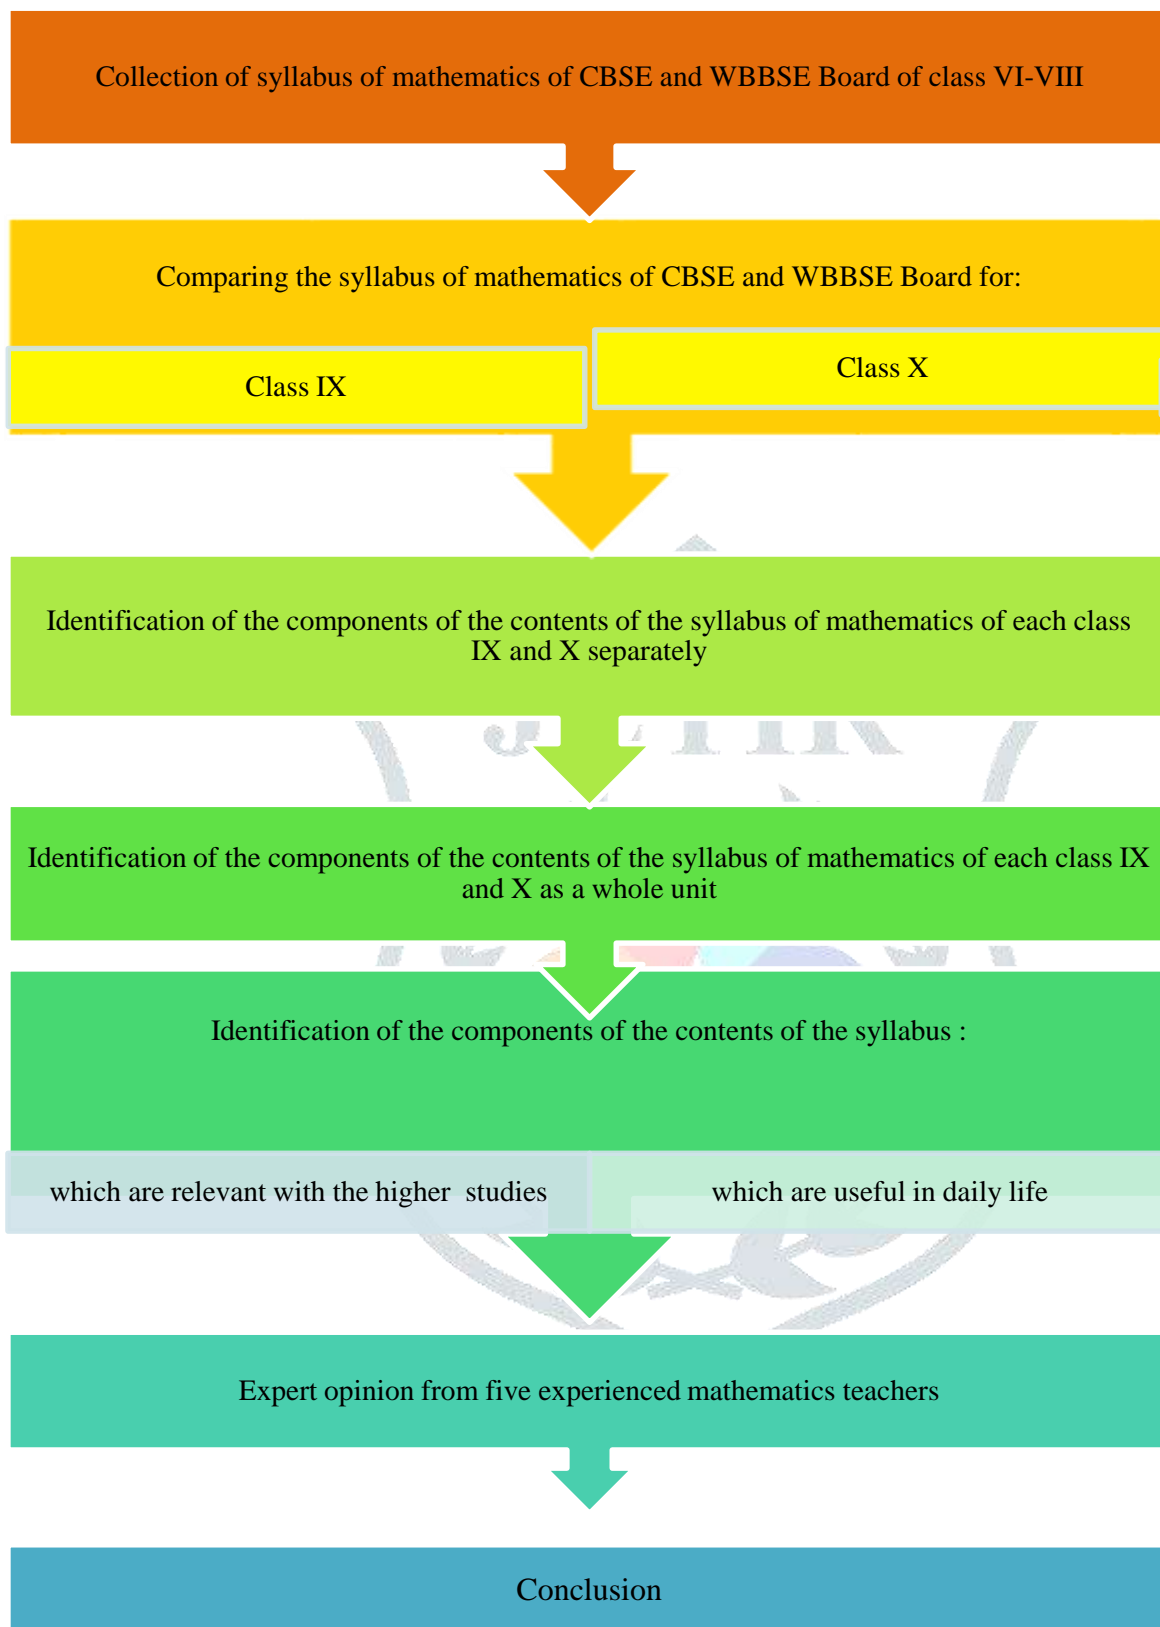 Collection of syllabus of mathematics of CBSE and WBBSE Board of class VI-VIII
Comparing the syllabus of mathematics of CBSE and WBBSE Board for:
Class IX
Class X
Identification of the components of the contents of the syllabus of mathematics of each class
IX and X separately
Identification of the components of the contents of the syllabus of mathematics of each class IX
and X as a whole unit
Identification of the components of the contents of the syllabus :
which are relevant with the higher studies
which are useful in daily life
Expert opinion from five experienced mathematics teachers
Conclusion